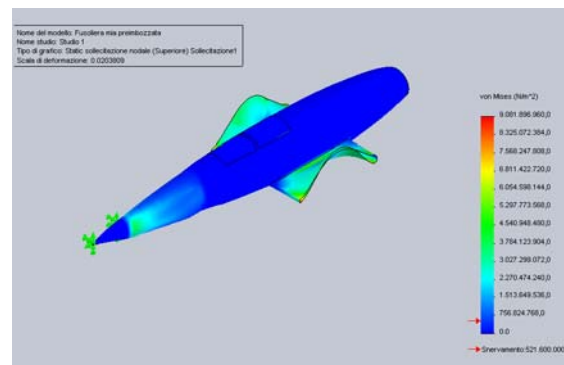 Nome del modello: Fusoliera mia preimbozzata
Nome studio: Studio 1
Tipo di grafico: Static sollecitazione nodale (Superiore) Sollecitazione1
Scala di deformazione: 0.0203809
von Mises (N/m^2)
9.081.896.960,0
8.325.072.384,0
7.568.247.808,0
6.811.422.720,0
6.054.598.144,0
5.297.773.568,0
4.540.948.480,0
3.784.123.904,0
3.027.299.072,0
2.270.474.240,0
1.513.649.536,0
756.824.768,0
0.0
Snervamento:521.600.000